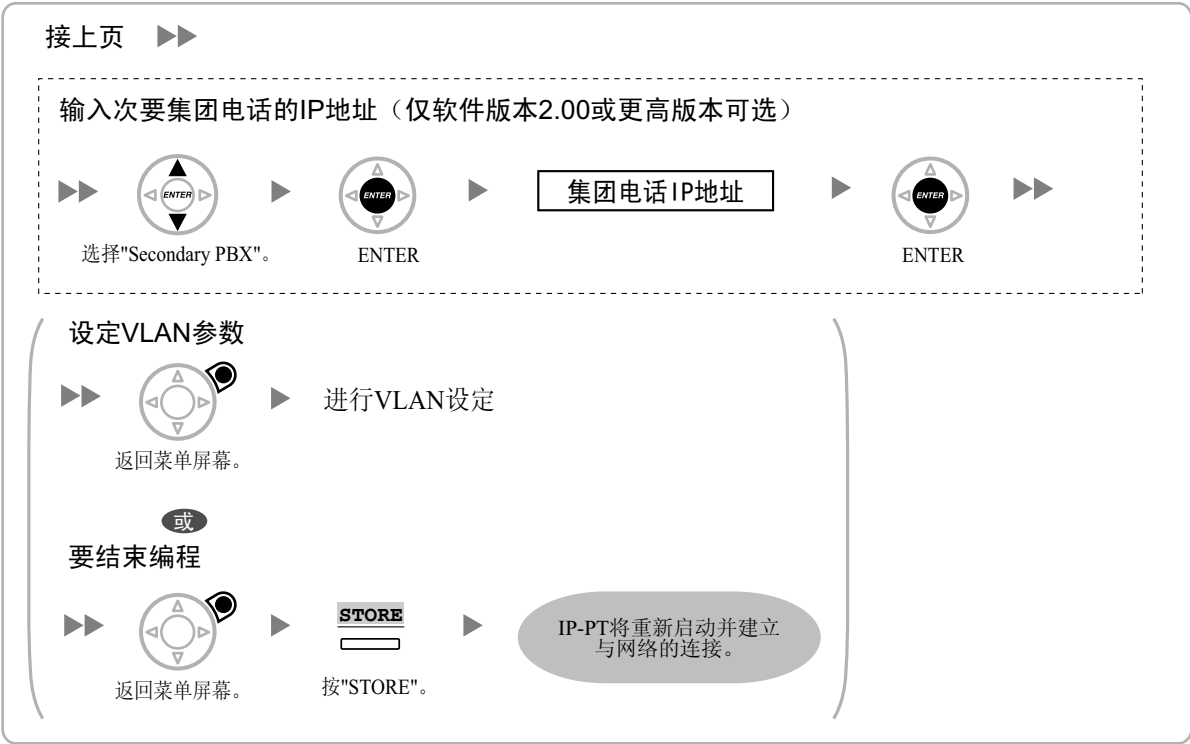 接上页
输入次要集团电话的IP地址（仅软件版本2.00或更高版本可选）
ENTER ENTER 集团电话IP地址 ENTER
选择"Secondary PBX"。 ENTER ENTER
设定VLAN参数
进行VLAN设定
返回菜单屏幕。
或
要结束编程
STORE
IP-PT将重新启动并建立
与网络的连接。
返回菜单屏幕。 按"STORE"。